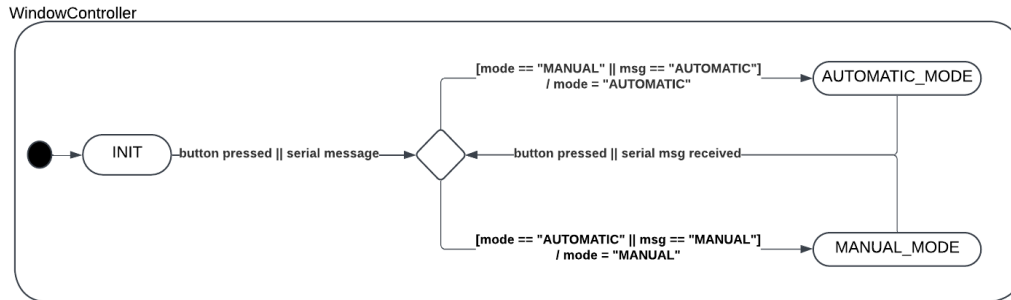 WindowController
[mode == "MANUAL" || msg == "AUTOMATIC"]
/ mode = "AUTOMATIC"
AUTOMATIC_MODE
INIT
button pressed || serial message
button pressed || serial msg received
[mode == "AUTOMATIC" || msg == "MANUAL"]
/ mode = "MANUAL"
MANUAL_MODE